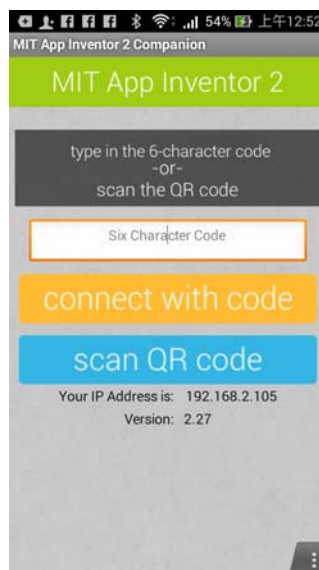 54% 上午12:52
MIT App Inventor 2 Companion
MIT App Inventor 2
type in the 6-character code
-or-
scan the QR code
Six Character Code
connect with code
scan QR code
Your IP Address is: 192.168.2.105
Version: 2.27